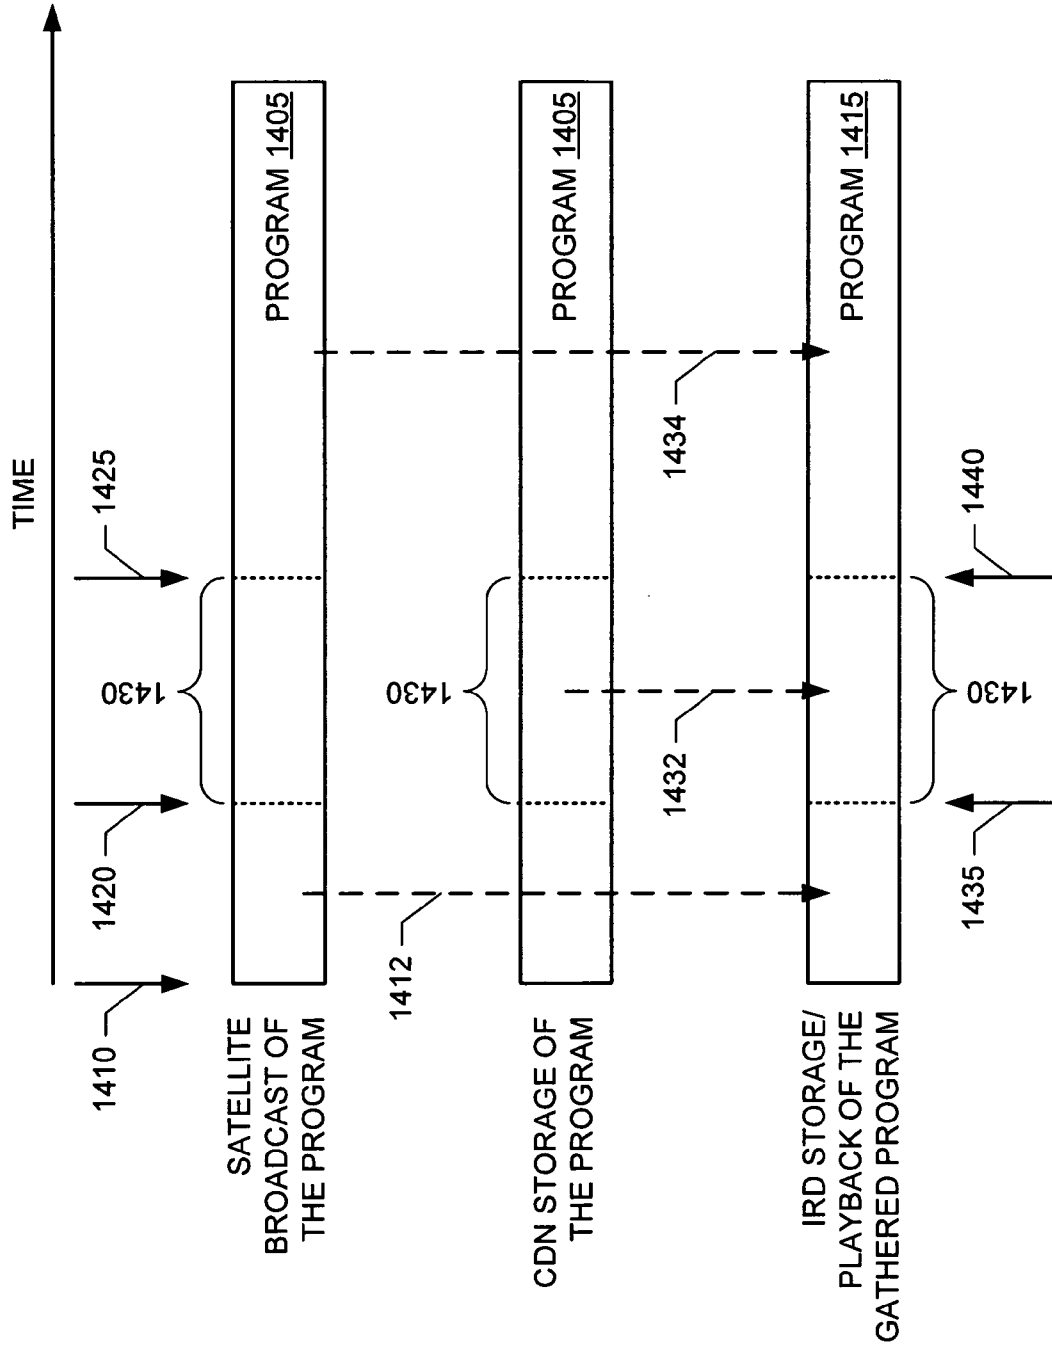 TIME
1410
1420
1425
SATELLITE
BROADCAST OF
THE PROGRAM
1430
PROGRAM 1405
1412
CDN STORAGE OF
THE PROGRAM
1430
PROGRAM 1405
1432
1434
IRD STORAGE/
PLAYBACK OF THE
GATHERED PROGRAM
PROGRAM 1415
1430
1435
1440